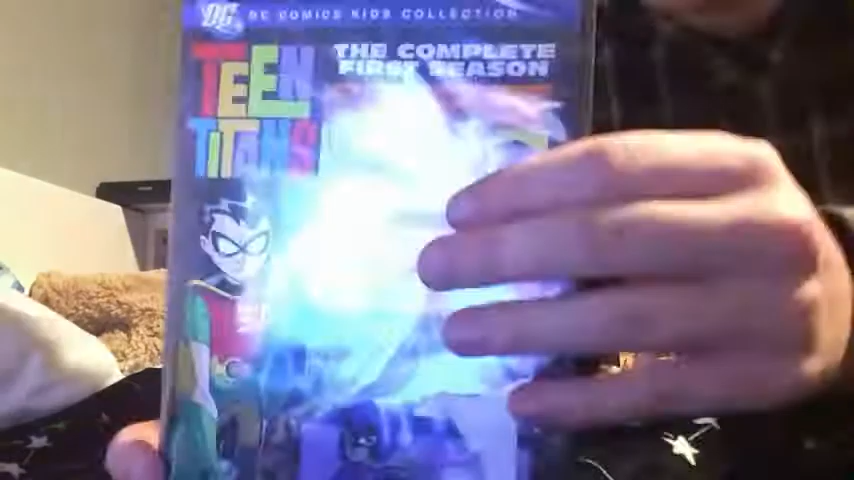 DC DC COMICS KIDS COLLECTION
THE COMPLETE
FIRST SEASON
TEEN
TITANS